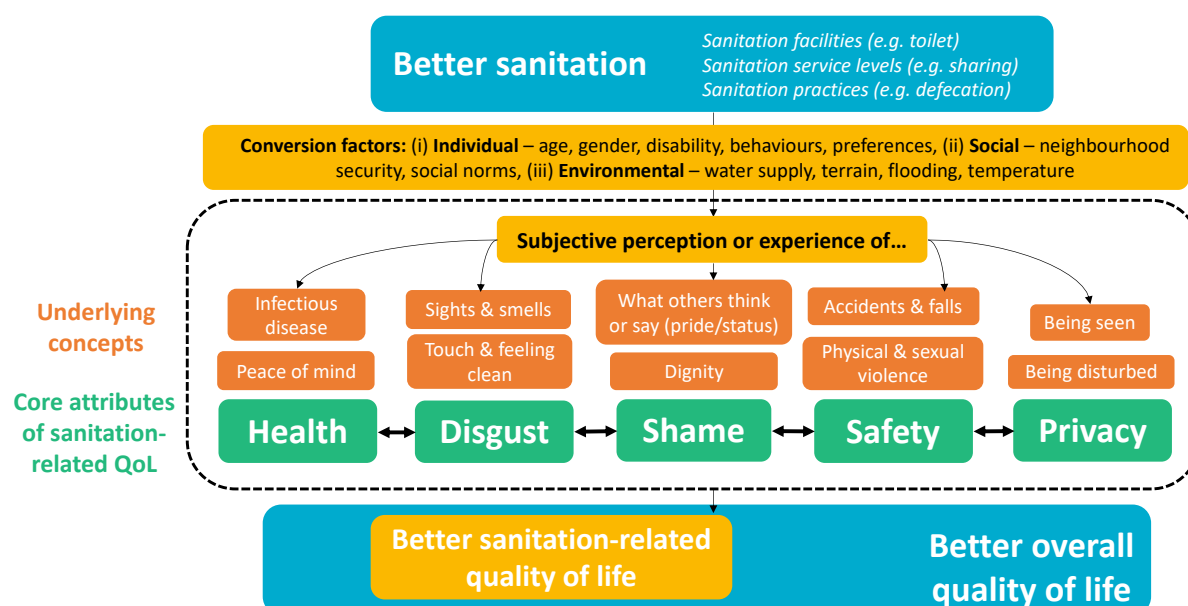 Better sanitation
Sanitation facilities (e.g. toilet)
Sanitation service levels (e.g. sharing)
Sanitation practices (e.g. defecation)
Conversion factors: (i) Individual – age, gender, disability, behaviours, preferences, (ii) Social – neighbourhood
security, social norms, (iii) Environmental – water supply, terrain, flooding, temperature
Subjective perception or experience of…
Underlying
concepts
Infectious
disease
Sights & smells
What others think
or say (pride/status)
Accidents & falls
Being seen
Peace of mind
Touch & feeling
clean
Dignity
Physical & sexual
violence
Being disturbed
Core attributes
of sanitation-
related QoL
Health
Disgust
Shame
Safety
Privacy
Better sanitation-related
quality of life
Better overall
quality of life